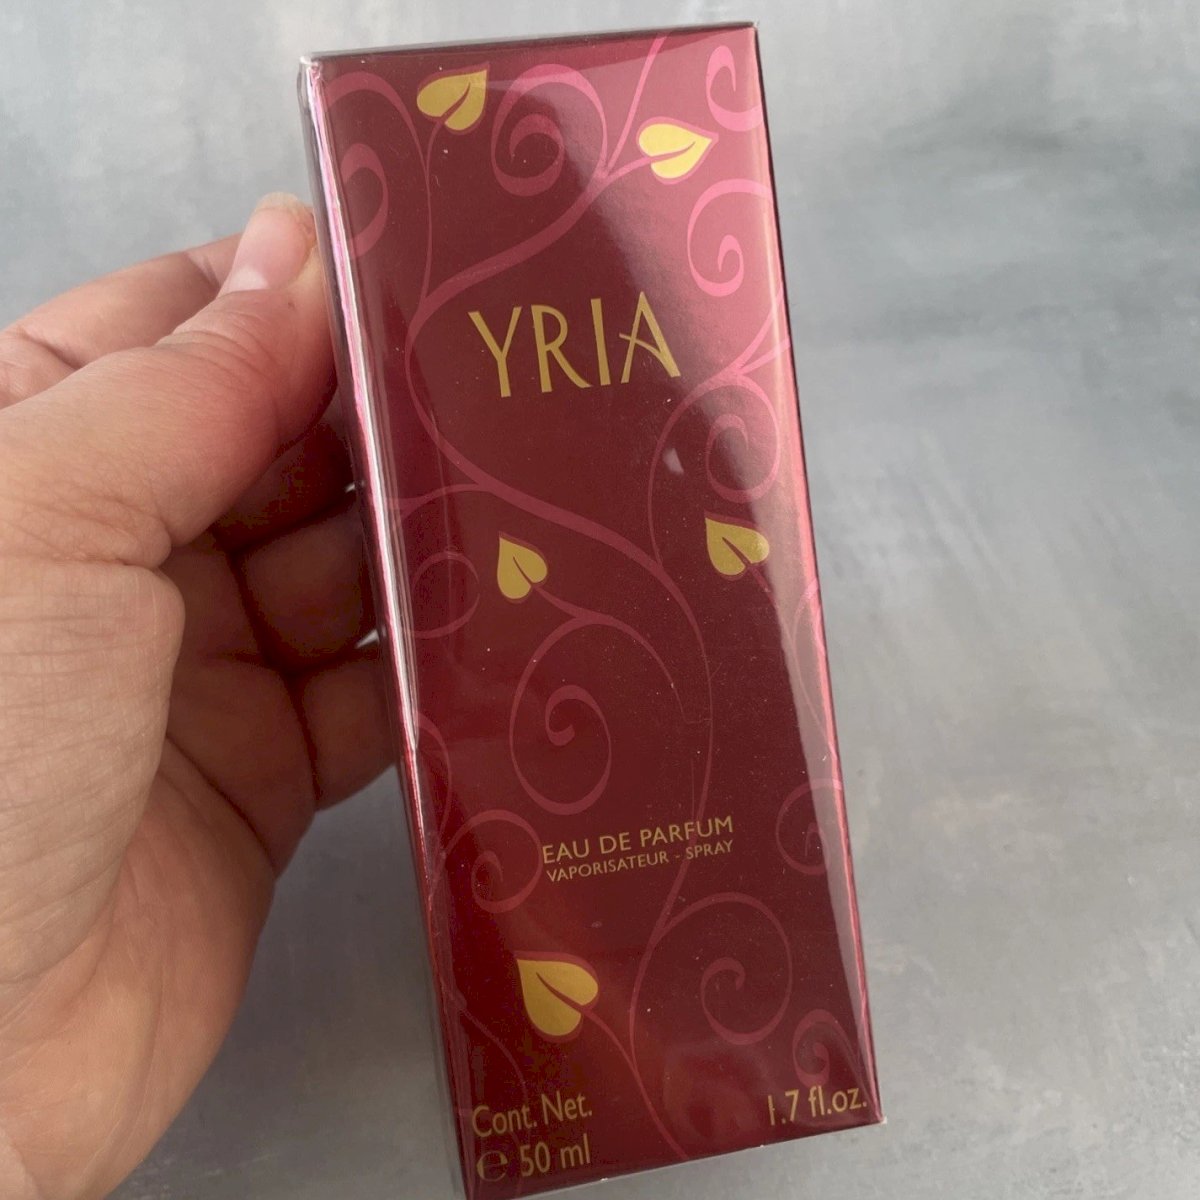 YRIA
EAU DE PARFUM
VAPORISATEUR - SPRAY
Cont. Net.
℮ 50 ml
1.7 fl.oz.